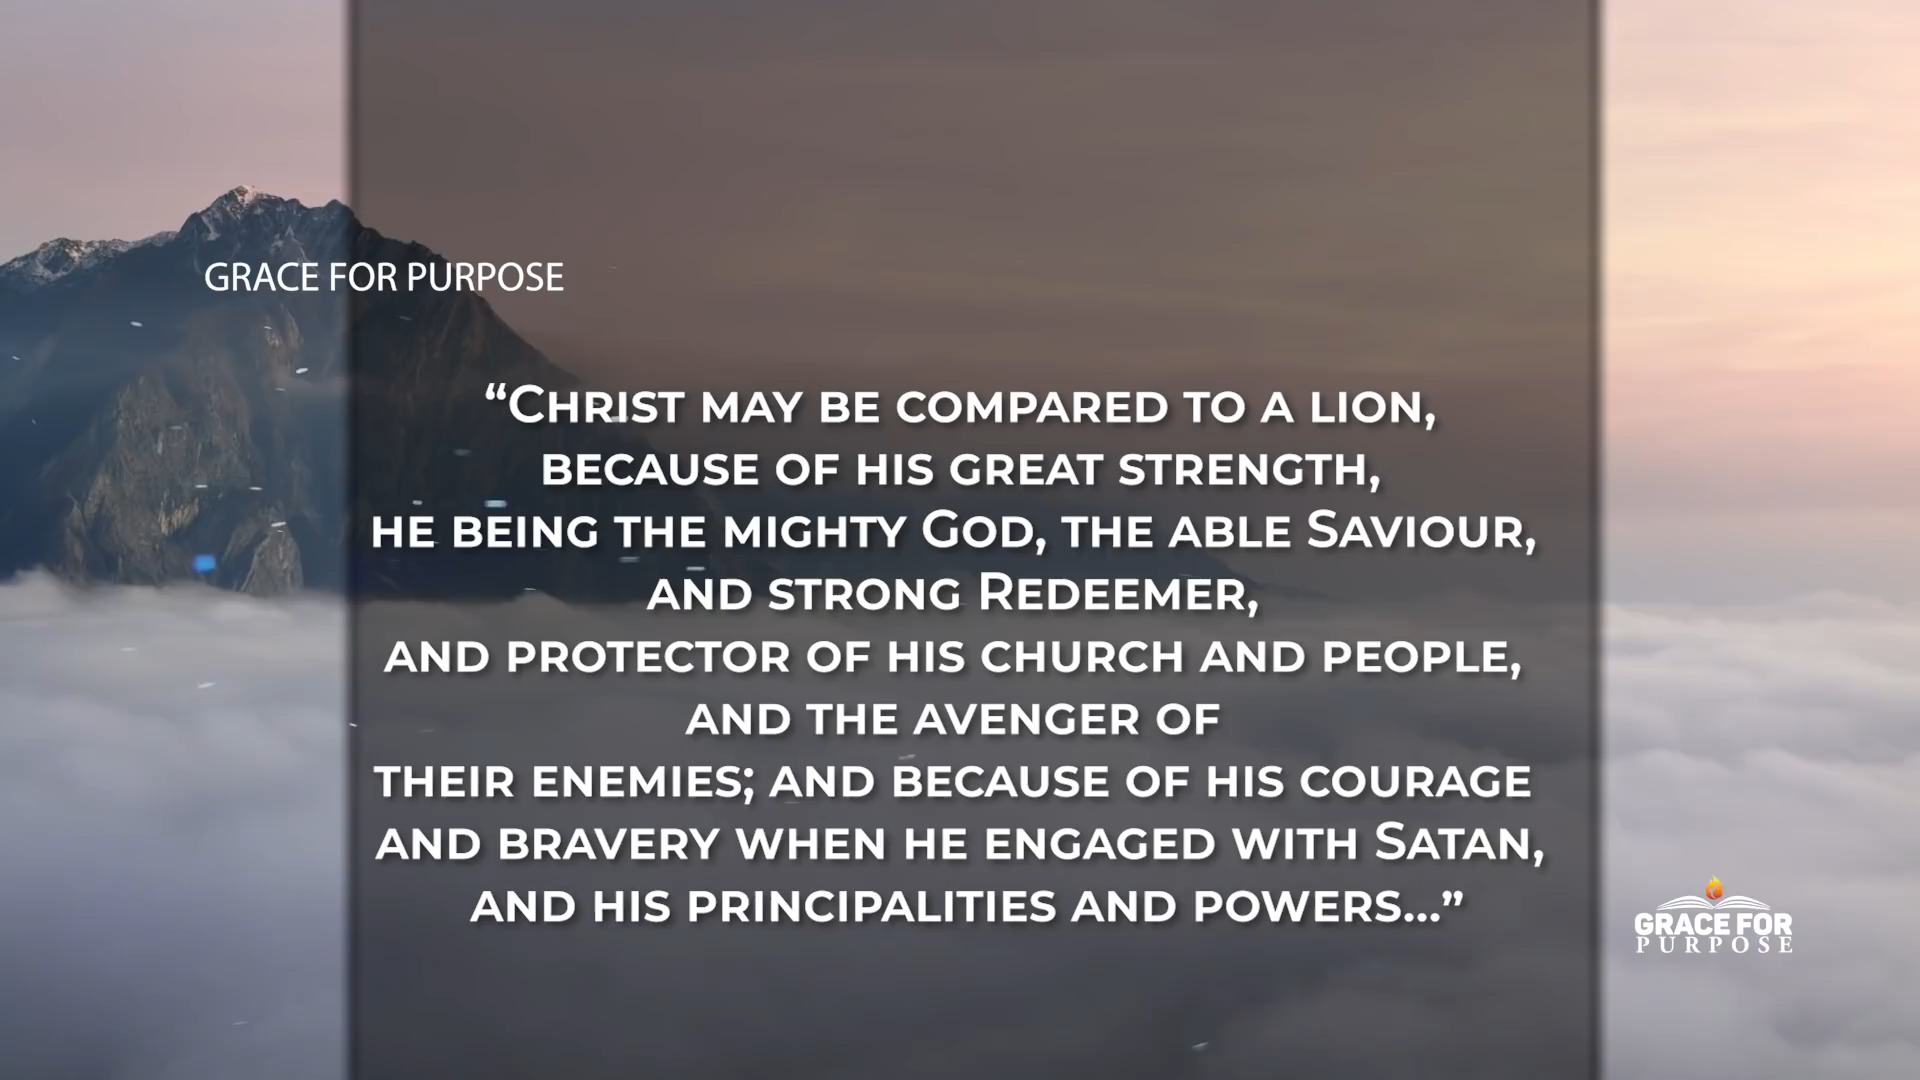 GRACE FOR PURPOSE
“Christ may be compared to a lion,
because of his great strength,
he being the mighty God, the able Saviour,
and strong Redeemer,
and protector of his church and people,
and the avenger of
their enemies; and because of his courage
and bravery when he engaged with Satan,
and his principalities and powers...”
GRACE FOR
PURPOSE